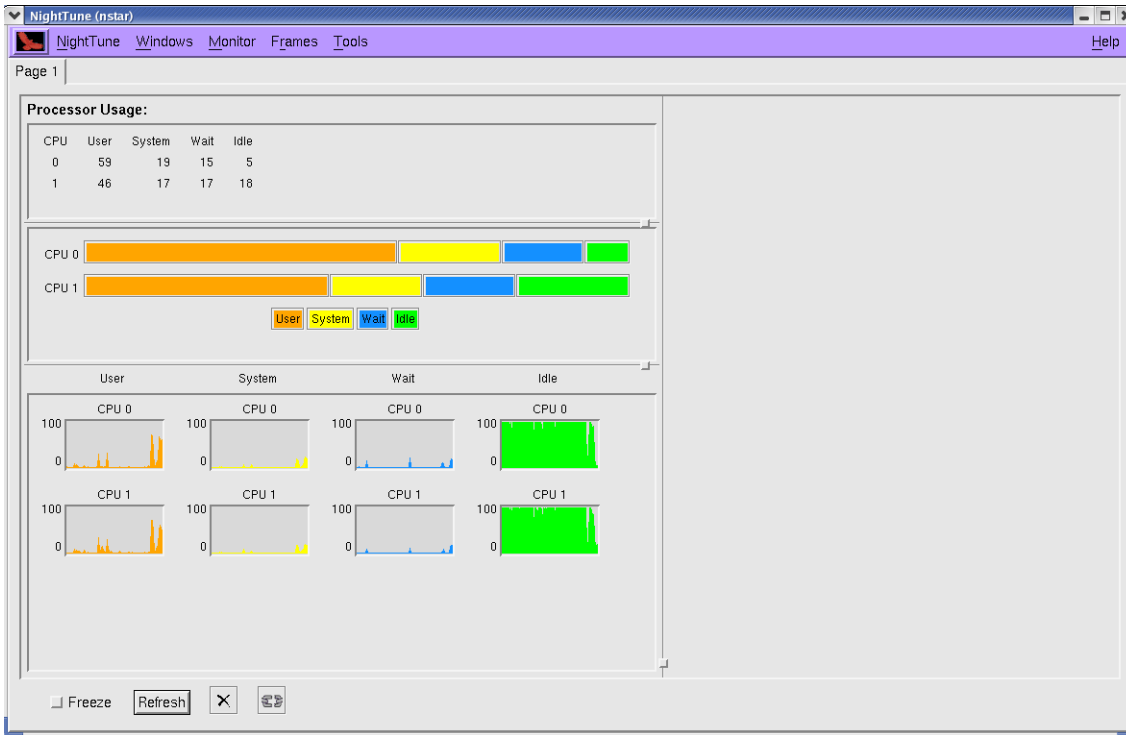 NightTune (nstar)
NightTune Windows Monitor Frames Tools Help
Page 1
Processor Usage:
CPU User System Wait Idle
0 59 19 15 5
1 46 17 17 18
CPU 0
CPU 1
User System Wait Idle
User System Wait Idle
CPU 0 CPU 0 CPU 0 CPU 0
100 100 100 100
0 0 0 0
CPU 1 CPU 1 CPU 1 CPU 1
100 100 100 100
0 0 0 0
Freeze Refresh